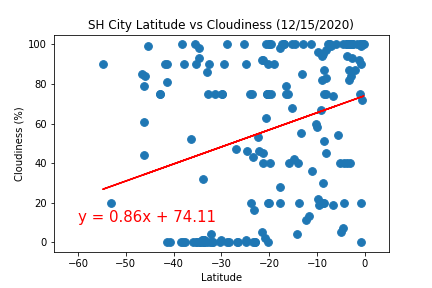 SH City Latitude vs Cloudiness (12/15/2020)
100
80
60
40
20
0
Cloudiness (%)
y = 0.86x + 74.11
−60 −50 −40 −30 −20 −10 0
Latitude